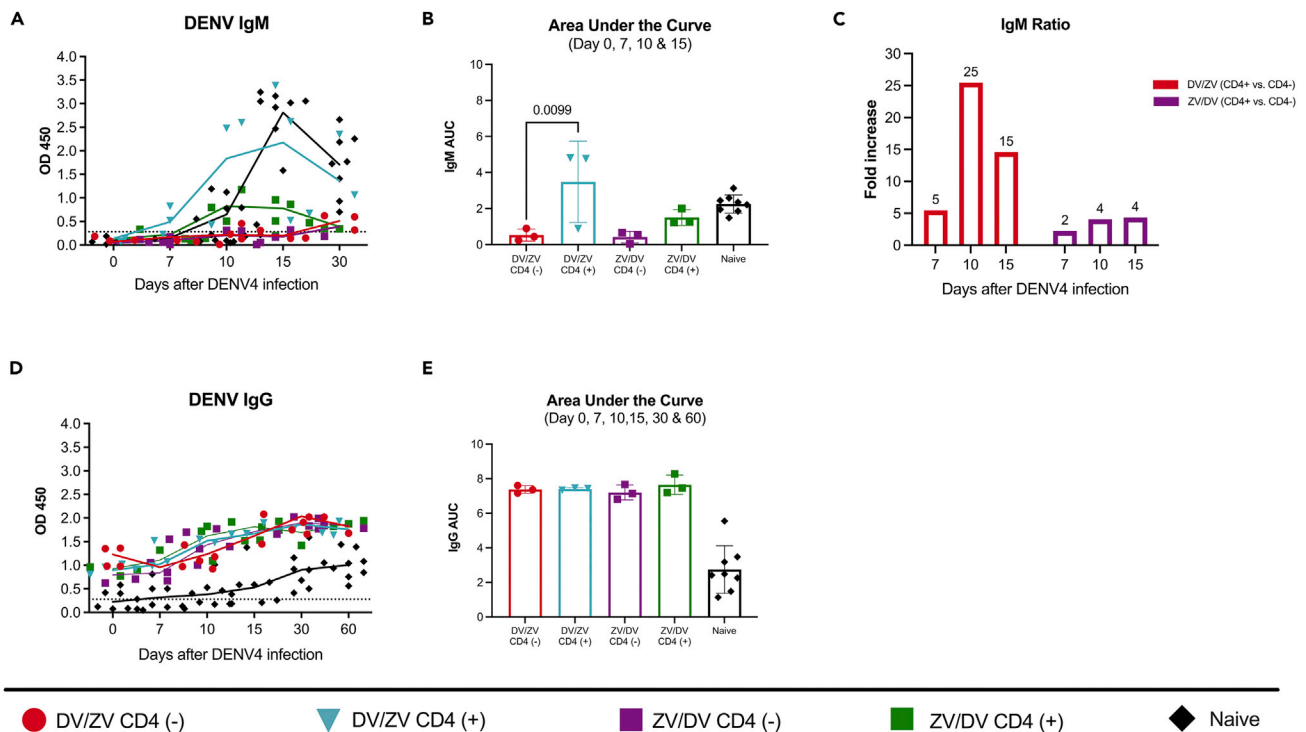 A
DENV IgM
4.0
3.5
3.0
2.5
2.0
1.5
1.0
0.5
0.0
OD 450
0 7 10 15 30
Days after DENV4 infection
B
Area Under the Curve
(Day 0, 7, 10 & 15)
10
8
6
4
2
0
IgM AUC
0.0099
DV/ZV DV/ZV ZV/DV ZV/DV Naive
CD4 (-) CD4 (+) CD4 (-) CD4 (+)
C
IgM Ratio
30
25
20
15
10
5
0
Fold increase
5 25 15 2 4 4
7 10 15 7 10 15
Days after DENV4 infection
DV/ZV (CD4+ vs. CD4-)
ZV/DV (CD4+ vs. CD4-)
D
DENV IgG
4.0
3.5
3.0
2.5
2.0
1.5
1.0
0.5
0.0
OD 450
0 7 10 15 30 60
Days after DENV4 infection
E
Area Under the Curve
(Day 0, 7, 10,15, 30 & 60)
10
8
6
4
2
0
IgG AUC
DV/ZV DV/ZV ZV/DV ZV/DV Naive
CD4 (-) CD4 (+) CD4 (-) CD4 (+)
DV/ZV CD4 (-) DV/ZV CD4 (+) ZV/DV CD4 (-) ZV/DV CD4 (+) Naive